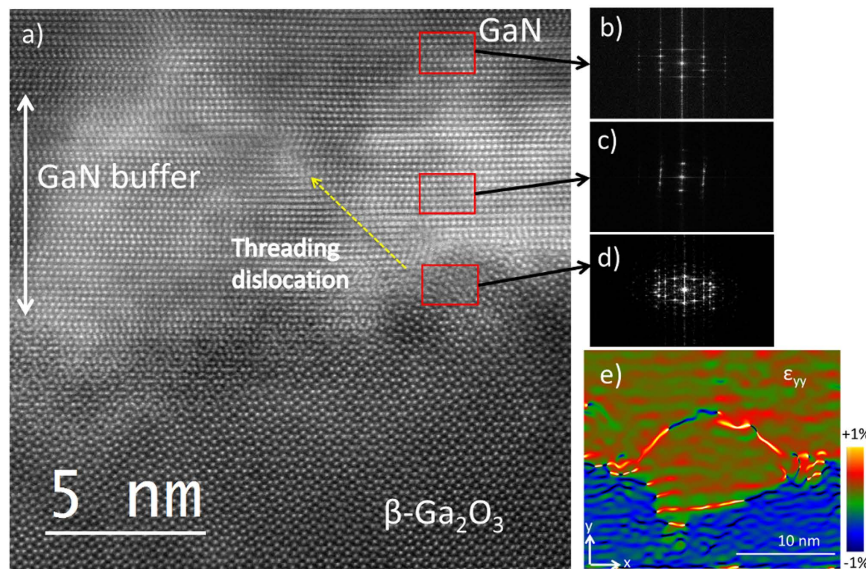 a)
GaN
GaN buffer
Threading
dislocation
5 nm
β-Ga₂O₃
b)
c)
d)
e)
εyy
+1%
-1%
y
x
10 nm